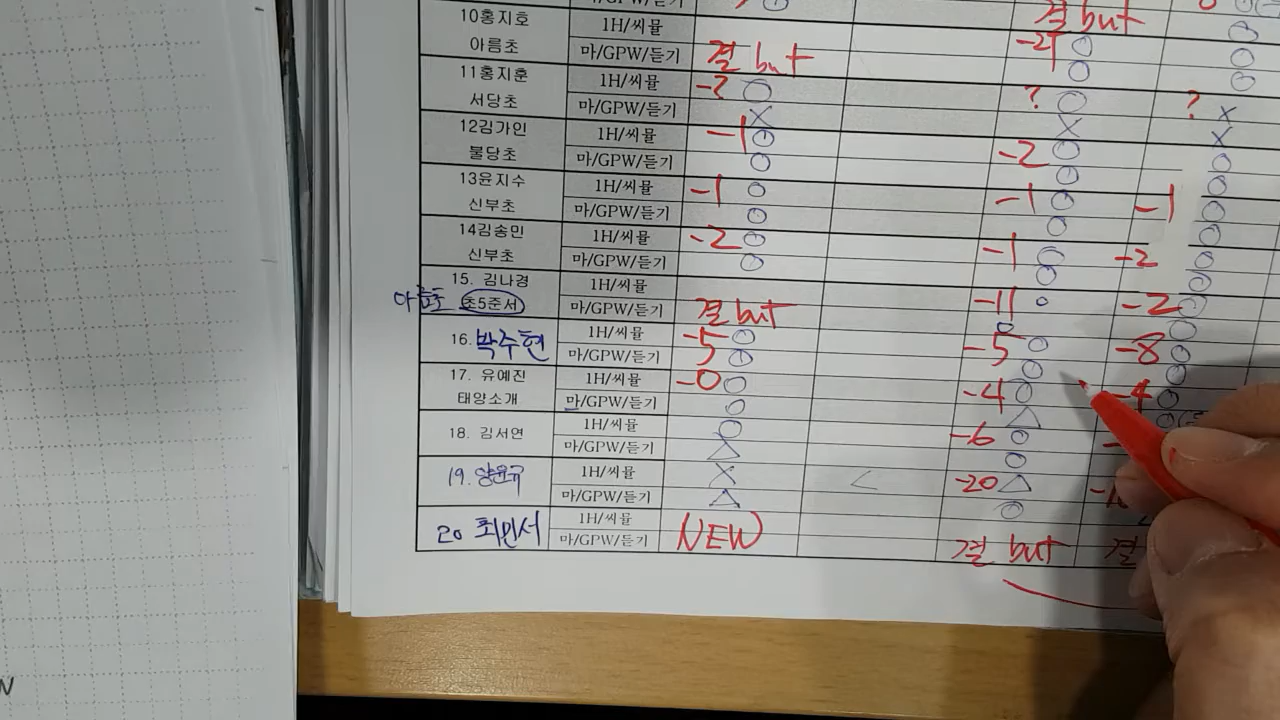 결 but
10홍지호 1H/씨뮬
아름초 마/GPW/듣기 결 but
11홍지훈 1H/씨뮬 -2 ○ ? ○ ? X
서당초 마/GPW/듣기 X X X
12김가인 1H/씨뮬 -1 -2 ○ ○
불당초 마/GPW/듣기 ○ ○ ○
13윤지수 1H/씨뮬 -1 ○ -1 ○ -1 ○
신부초 마/GPW/듣기 ○ ○ ○
14김송민 1H/씨뮬 -2 ○ -1 ○ -2 ○
신부초 마/GPW/듣기 ○ ○ ○
15. 김나경 1H/씨뮬 -11 ○ -2 ○
초5준서 마/GPW/듣기 결 but ○ ○
16. 박주현 1H/씨뮬 -5 ○ -5 ○ -8 ○
마/GPW/듣기 ○ ○
17. 유예진 1H/씨뮬 -0 ○ -4 ○ -4 ○
태양소개 마/GPW/듣기 ○ △
18. 김서연 1H/씨뮬 ○ -6 ○
마/GPW/듣기 △ ○
19. 양윤규 1H/씨뮬 X < -20 △
마/GPW/듣기 △ ○
20 최민서 1H/씨뮬 NEW 결 but 결
마/GPW/듣기
N